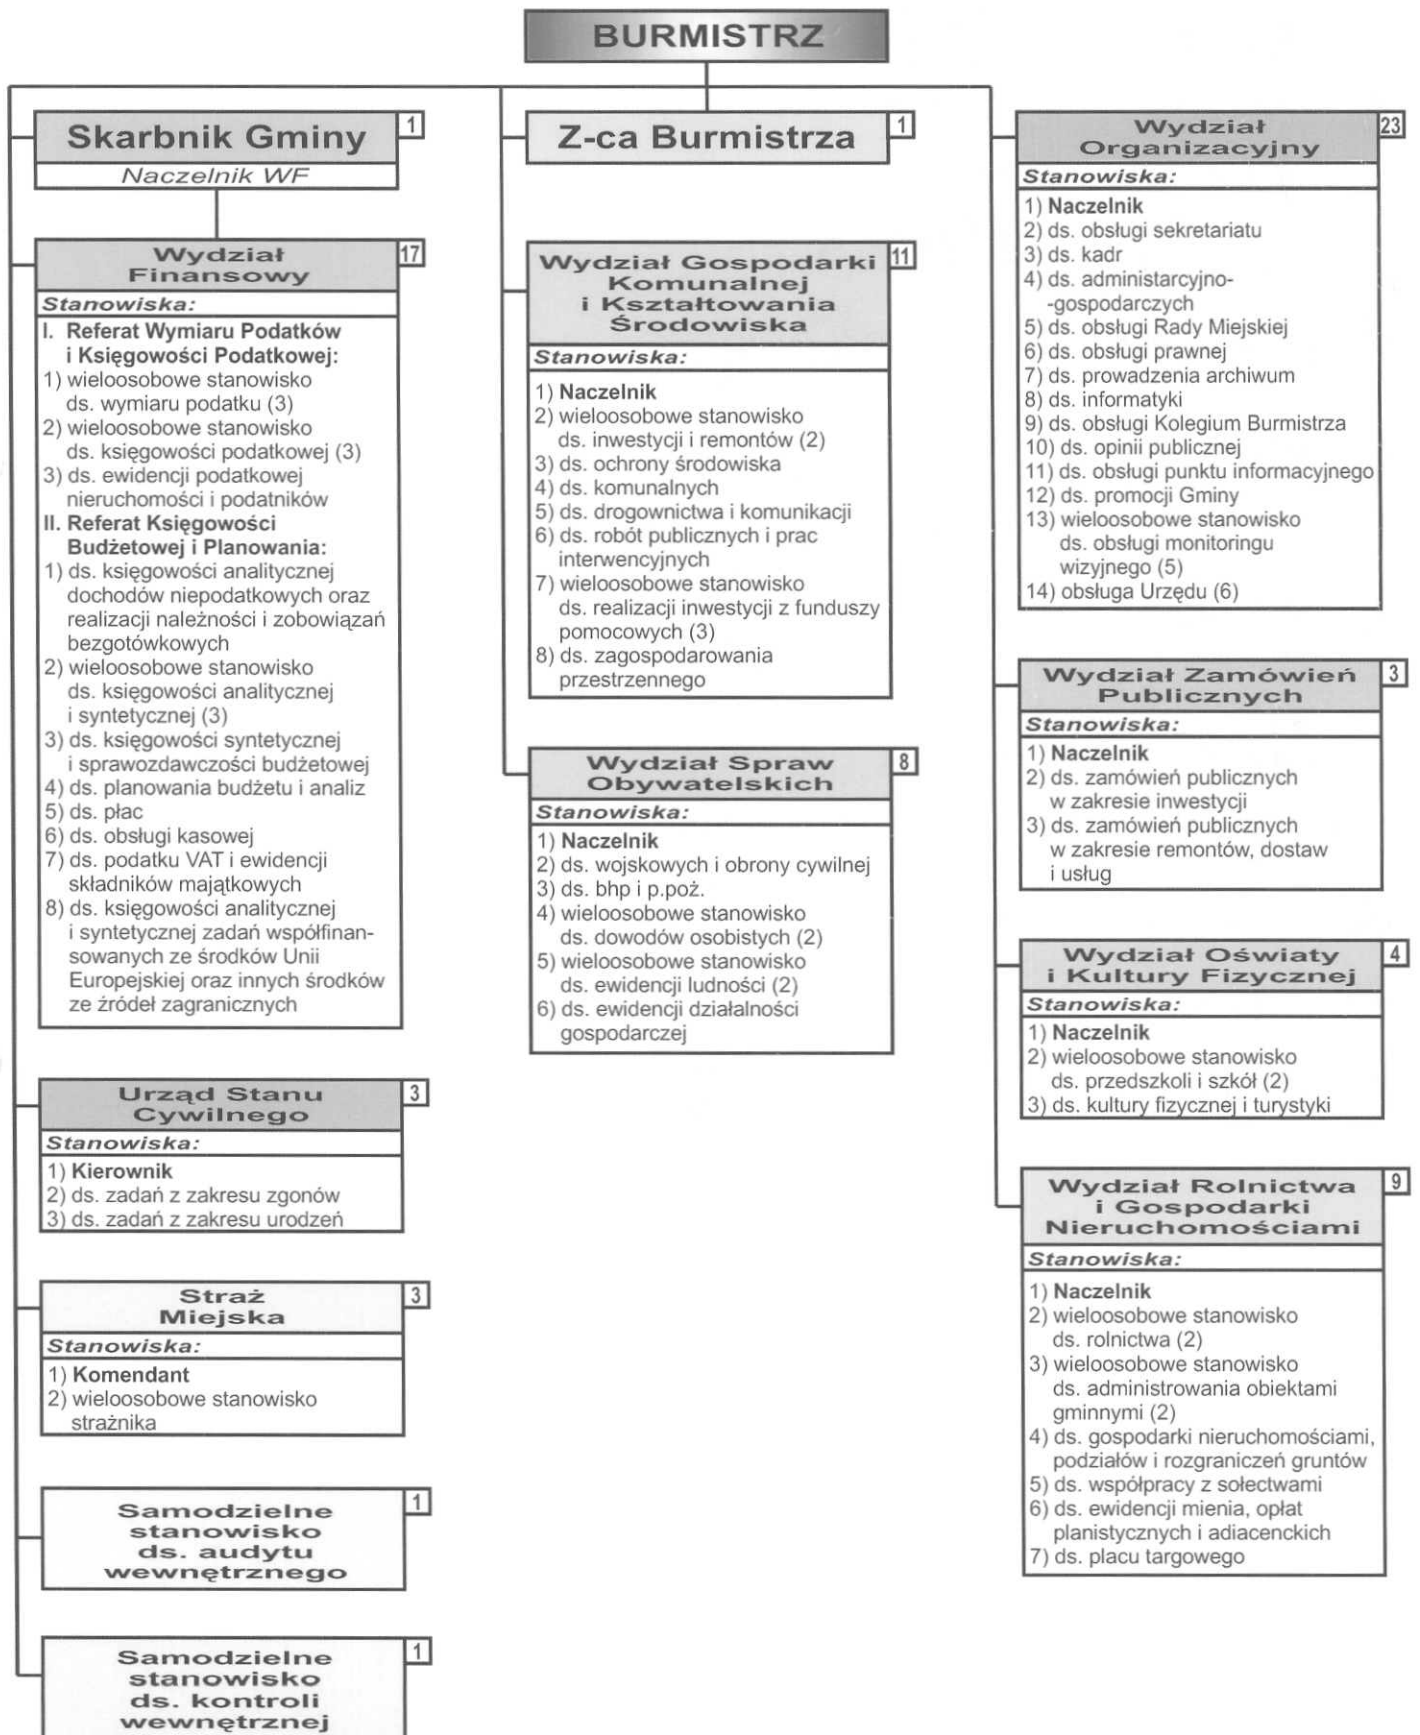 BURMISTRZ
Skarbnik Gminy
1
Naczelnik WF
Wydział
Finansowy
17
Stanowiska:
I. Referat Wymiaru Podatków
i Księgowości Podatkowej:
1) wieloosobowe stanowisko
ds. wymiaru podatku (3)
2) wieloosobowe stanowisko
ds. księgowości podatkowej (3)
3) ds. ewidencji podatkowej
nieruchomości i podatników
II. Referat Księgowości
Budżetowej i Planowania:
1) ds. księgowości analitycznej
dochodów niepodatkowych oraz
realizacji należności i zobowiązań
bezgotówkowych
2) wieloosobowe stanowisko
ds. księgowości analitycznej
i syntetycznej (3)
3) ds. księgowości syntetycznej
i sprawozdawczości budżetowej
4) ds. planowania budżetu i analiz
5) ds. płac
6) ds. obsługi kasowej
7) ds. podatku VAT i ewidencji
składników majątkowych
8) ds. księgowości analitycznej
i syntetycznej zadań współfinan-
sowanych ze środków Unii
Europejskiej oraz innych środków
ze źródeł zagranicznych
Urząd Stanu
Cywilnego
3
Stanowiska:
1) Kierownik
2) ds. zadań z zakresu zgonów
3) ds. zadań z zakresu urodzeń
Straż
Miejska
3
Stanowiska:
1) Komendant
2) wieloosobowe stanowisko
strażnika
Samodzielne
stanowisko
ds. audytu
wewnętrznego
1
Samodzielne
stanowisko
ds. kontroli
wewnętrznej
1
Z-ca Burmistrza
1
Wydział Gospodarki
Komunalnej
i Kształtowania
Środowiska
11
Stanowiska:
1) Naczelnik
2) wieloosobowe stanowisko
ds. inwestycji i remontów (2)
3) ds. ochrony środowiska
4) ds. komunalnych
5) ds. drogownictwa i komunikacji
6) ds. robót publicznych i prac
interwencyjnych
7) wieloosobowe stanowisko
ds. realizacji inwestycji z funduszy
pomocowych (3)
8) ds. zagospodarowania
przestrzennego
Wydział Spraw
Obywatelskich
8
Stanowiska:
1) Naczelnik
2) ds. wojskowych i obrony cywilnej
3) ds. bhp i p.poż.
4) wieloosobowe stanowisko
ds. dowodów osobistych (2)
5) wieloosobowe stanowisko
ds. ewidencji ludności (2)
6) ds. ewidencji działalności
gospodarczej
Wydział
Organizacyjny
23
Stanowiska:
1) Naczelnik
2) ds. obsługi sekretariatu
3) ds. kadr
4) ds. administarcyjno-
-gospodarczych
5) ds. obsługi Rady Miejskiej
6) ds. obsługi prawnej
7) ds. prowadzenia archiwum
8) ds. informatyki
9) ds. obsługi Kolegium Burmistrza
10) ds. opinii publicznej
11) ds. obsługi punktu informacyjnego
12) ds. promocji Gminy
13) wieloosobowe stanowisko
ds. obsługi monitoringu
wizyjnego (5)
14) obsługa Urzędu (6)
Wydział Zamówień
Publicznych
3
Stanowiska:
1) Naczelnik
2) ds. zamówień publicznych
w zakresie inwestycji
3) ds. zamówień publicznych
w zakresie remontów, dostaw
i usług
Wydział Oświaty
i Kultury Fizycznej
4
Stanowiska:
1) Naczelnik
2) wieloosobowe stanowisko
ds. przedszkoli i szkół (2)
3) ds. kultury fizycznej i turystyki
Wydział Rolnictwa
i Gospodarki
Nieruchomościami
9
Stanowiska:
1) Naczelnik
2) wieloosobowe stanowisko
ds. rolnictwa (2)
3) wieloosobowe stanowisko
ds. administrowania obiektami
gminnymi (2)
4) ds. gospodarki nieruchomościami,
podziałów i rozgraniczeń gruntów
5) ds. współpracy z sołectwami
6) ds. ewidencji mienia, opłat
planistycznych i adiacenckich
7) ds. placu targowego